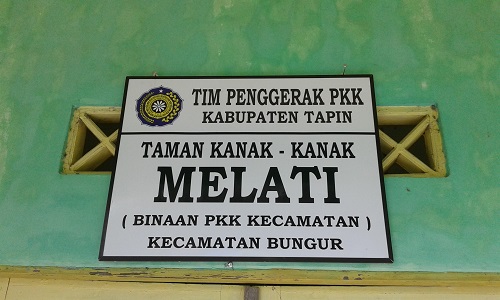 TIM PENGGERAK PKK
KABUPATEN TAPIN
TAMAN KANAK - KANAK
MELATI
( BINAAN PKK KECAMATAN )
KECAMATAN BUNGUR